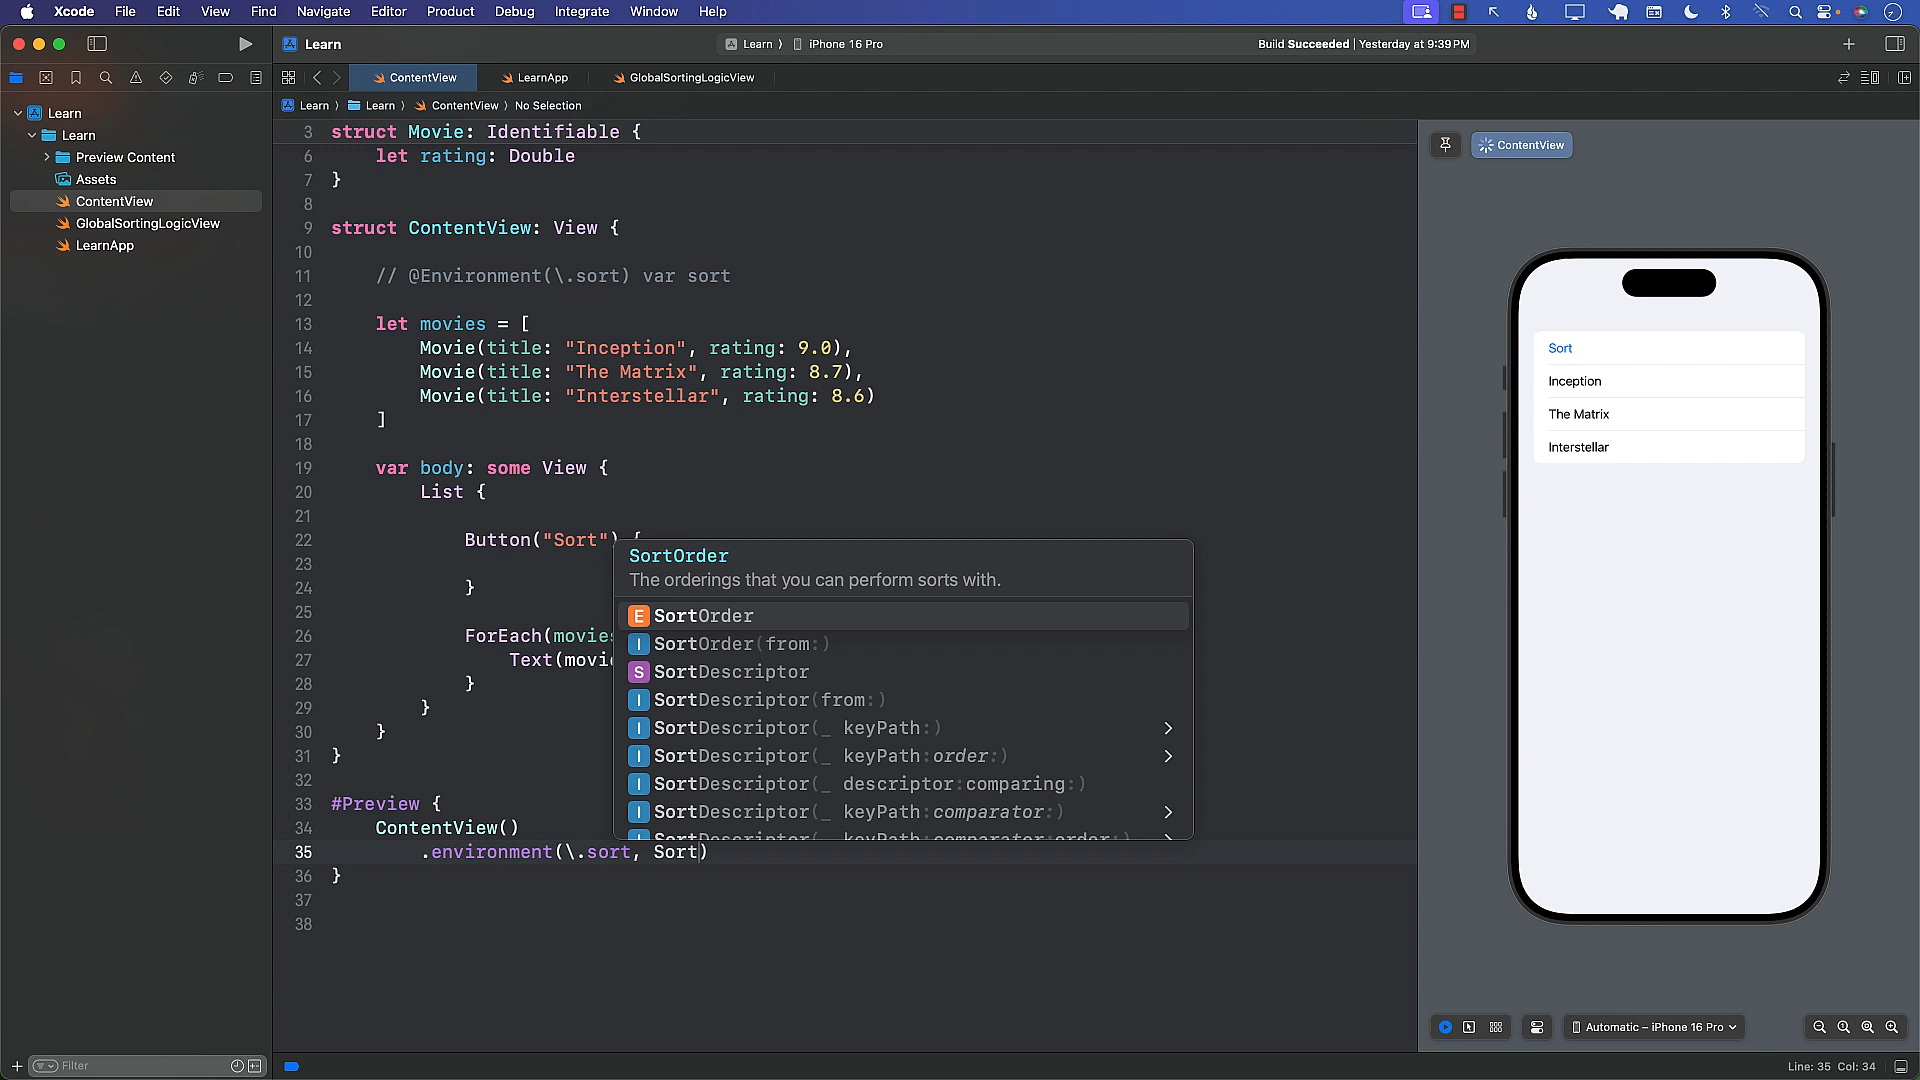 Xcode File Edit View Find Navigate Editor Product Debug Integrate Window Help
Learn
Learn ⟩ iPhone 16 Pro
Build Succeeded | Yesterday at 9:39 PM
ContentView
LearnApp
GlobalSortingLogicView
Learn ⟩ Learn ⟩ ContentView ⟩ No Selection
Learn
Learn
Preview Content
Assets
ContentView
GlobalSortingLogicView
LearnApp
3 struct Movie: Identifiable {
6 let rating: Double
7 }
8
9 struct ContentView: View {
10
11 // @Environment(\.sort) var sort
12
13 let movies = [
14 Movie(title: "Inception", rating: 9.0),
15 Movie(title: "The Matrix", rating: 8.7),
16 Movie(title: "Interstellar", rating: 8.6)
17 ]
18
19 var body: some View {
20 List {
21
22 Button("Sort") {
23
24 }
25
26 ForEach(movies
27 Text(movie
28 }
29 }
30 }
31 }
32
33 #Preview {
34 ContentView()
35 .environment(\.sort, Sort)
36 }
37
38
SortOrder
The orderings that you can perform sorts with.
E SortOrder
I SortOrder(from:)
S SortDescriptor
I SortDescriptor(from:)
I SortDescriptor(_ keyPath:)
I SortDescriptor(_ keyPath:order:)
I SortDescriptor(_ descriptor:comparing:)
I SortDescriptor(_ keyPath:comparator:)
I SortDescriptor(_ keyPath:comparator:order:)
ContentView
Sort
Inception
The Matrix
Interstellar
Automatic – iPhone 16 Pro
Filter
Line: 35 Col: 34